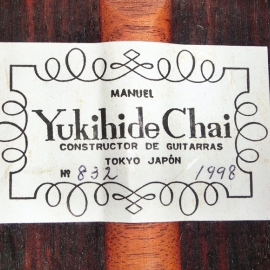 MANUEL
Yukihide Chai
CONSTRUCTOR DE GUITARRAS
TOKYO JAPÓN
Nº 832 1998